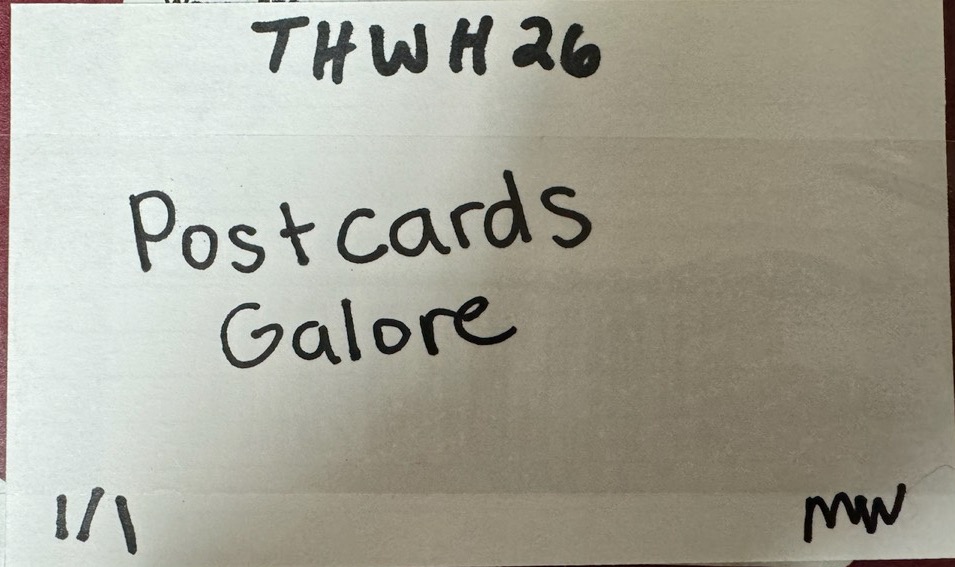 THWH26
Postcards
Galore
1/1
MW